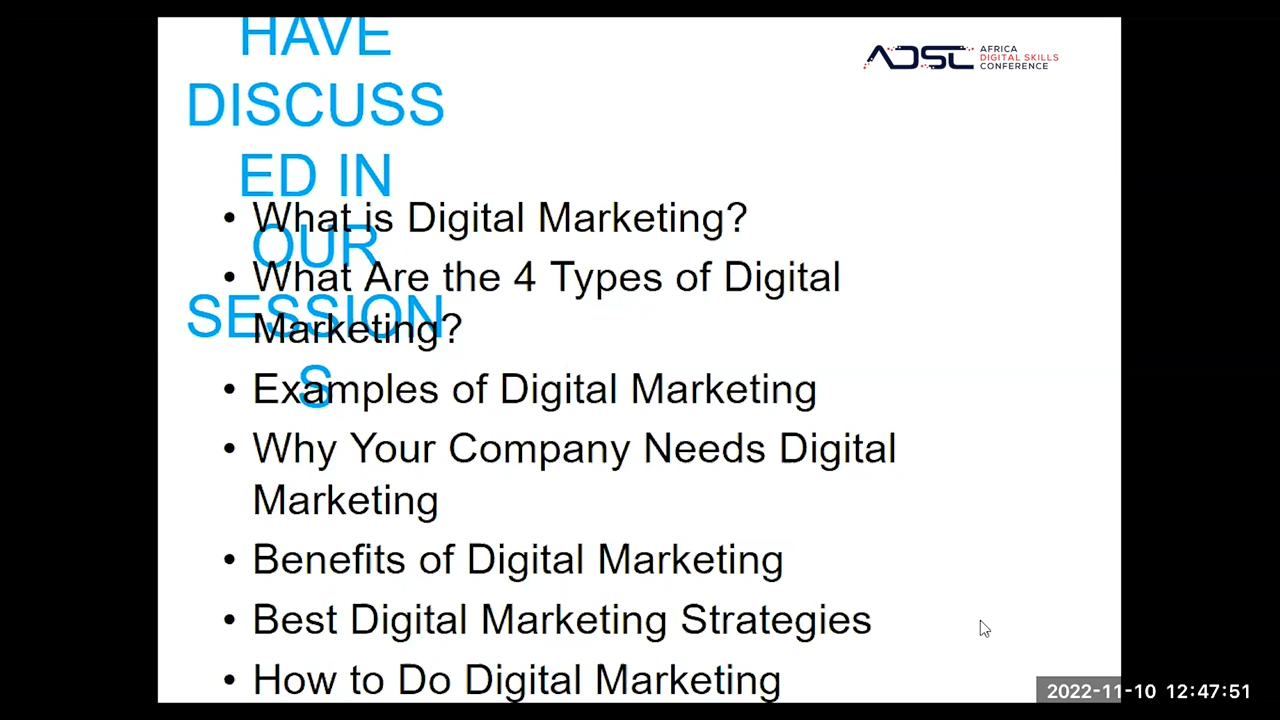 HAVE
DISCUSS
ED IN
OUR
SESSION
S
AFRICA
ADSC DIGITAL SKILLS
CONFERENCE
• What is Digital Marketing?
• What Are the 4 Types of Digital
Marketing?
• Examples of Digital Marketing
• Why Your Company Needs Digital
Marketing
• Benefits of Digital Marketing
• Best Digital Marketing Strategies
• How to Do Digital Marketing
2022-11-10 12:47:51